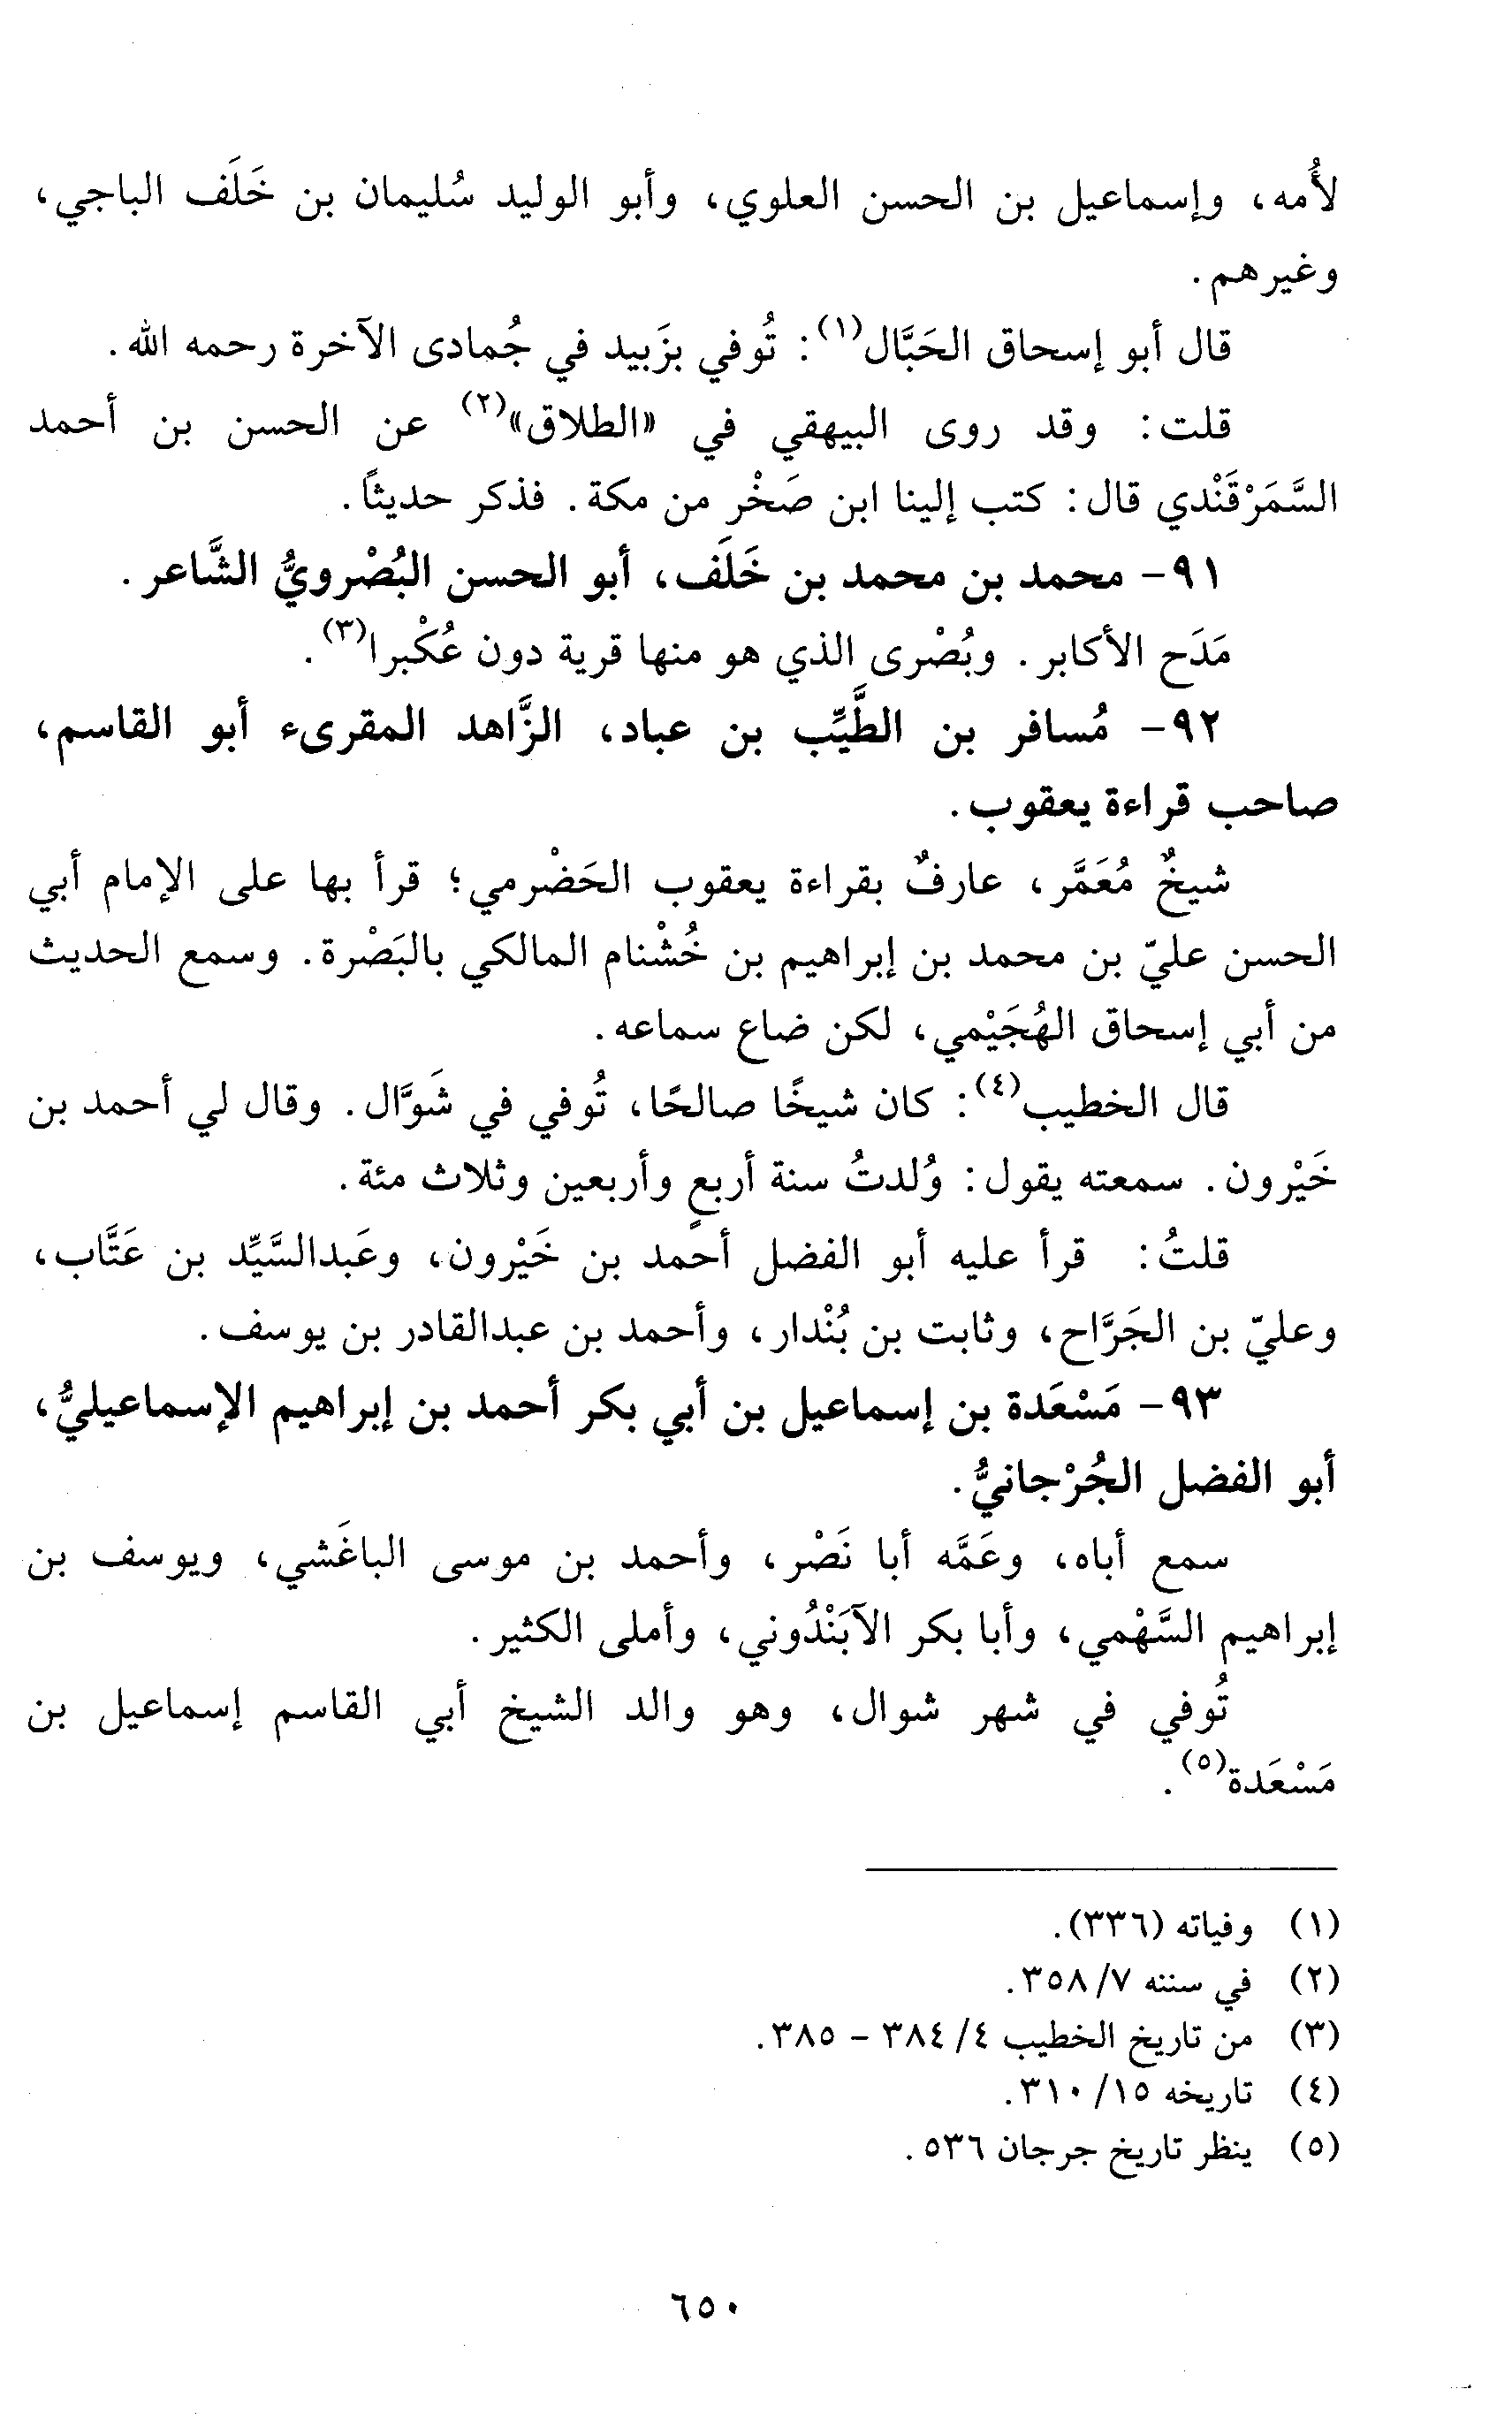 لأُمه، وإسماعيل بن الحسن العلوي، وأبو الوليد سُليمان بن خَلَف الباجي،
وغيرهم.
قال أبو إسحاق الحَبَّال(١): تُوفي بزَبيد في جُمادى الآخرة رحمه الله.
قلت: وقد روى البيهقي في «الطلاق»(٢) عن الحسن بن أحمد
السَّمَرْقَنْدي قال: كتب إلينا ابن صَخْر من مكة. فذكر حديثاً.
٩١- محمد بن محمد بن خَلَف، أبو الحسن البُصْرويُّ الشَّاعر.
مَدَح الأكابر. وبُصْرى الذي هو منها قرية دون عُكْبرا(٣).
٩٢- مُسافر بن الطَّيِّب بن عباد، الزَّاهد المقرىء أبو القاسم،
صاحب قراءة يعقوب.
شيخٌ مُعَمَّر، عارفٌ بقراءة يعقوب الحَضْرمي؛ قرأ بها على الإمام أبي
الحسن عليّ بن محمد بن إبراهيم بن خُشْنام المالكي بالبَصْرة. وسمع الحديث
من أبي إسحاق الهُجَيْمي، لكن ضاع سماعه.
قال الخطيب(٤): كان شيخًا صالحًا، تُوفي في شَوَّال. وقال لي أحمد بن
خَيْرون. سمعته يقول: وُلدتُ سنة أربعٍ وأربعين وثلاث مئة.
قلتُ: قرأ عليه أبو الفضل أحمد بن خَيْرون، وعَبدالسَّيِّد بن عَتَّاب،
وعليّ بن الجَرَّاح، وثابت بن بُنْدار، وأحمد بن عبدالقادر بن يوسف.
٩٣- مَسْعَدة بن إسماعيل بن أبي بكر أحمد بن إبراهيم الإسماعيليُّ،
أبو الفضل الجُرْجانيُّ.
سمع أباه، وعَمَّه أبا نَصْر، وأحمد بن موسى الباغَشي، ويوسف بن
إبراهيم السَّهْمي، وأبا بكر الآبَنْدُوني، وأملى الكثير.
تُوفي في شهر شوال، وهو والد الشيخ أبي القاسم إسماعيل بن
مَسْعَدة(٥).
(١) وفياته (٣٣٦).
(٢) في سننه ٧/ ٣٥٨.
(٣) من تاريخ الخطيب ٤/ ٣٨٤ - ٣٨٥.
(٤) تاريخه ١٥/ ٣١٠.
(٥) ينظر تاريخ جرجان ٥٣٦.
٦٥٠